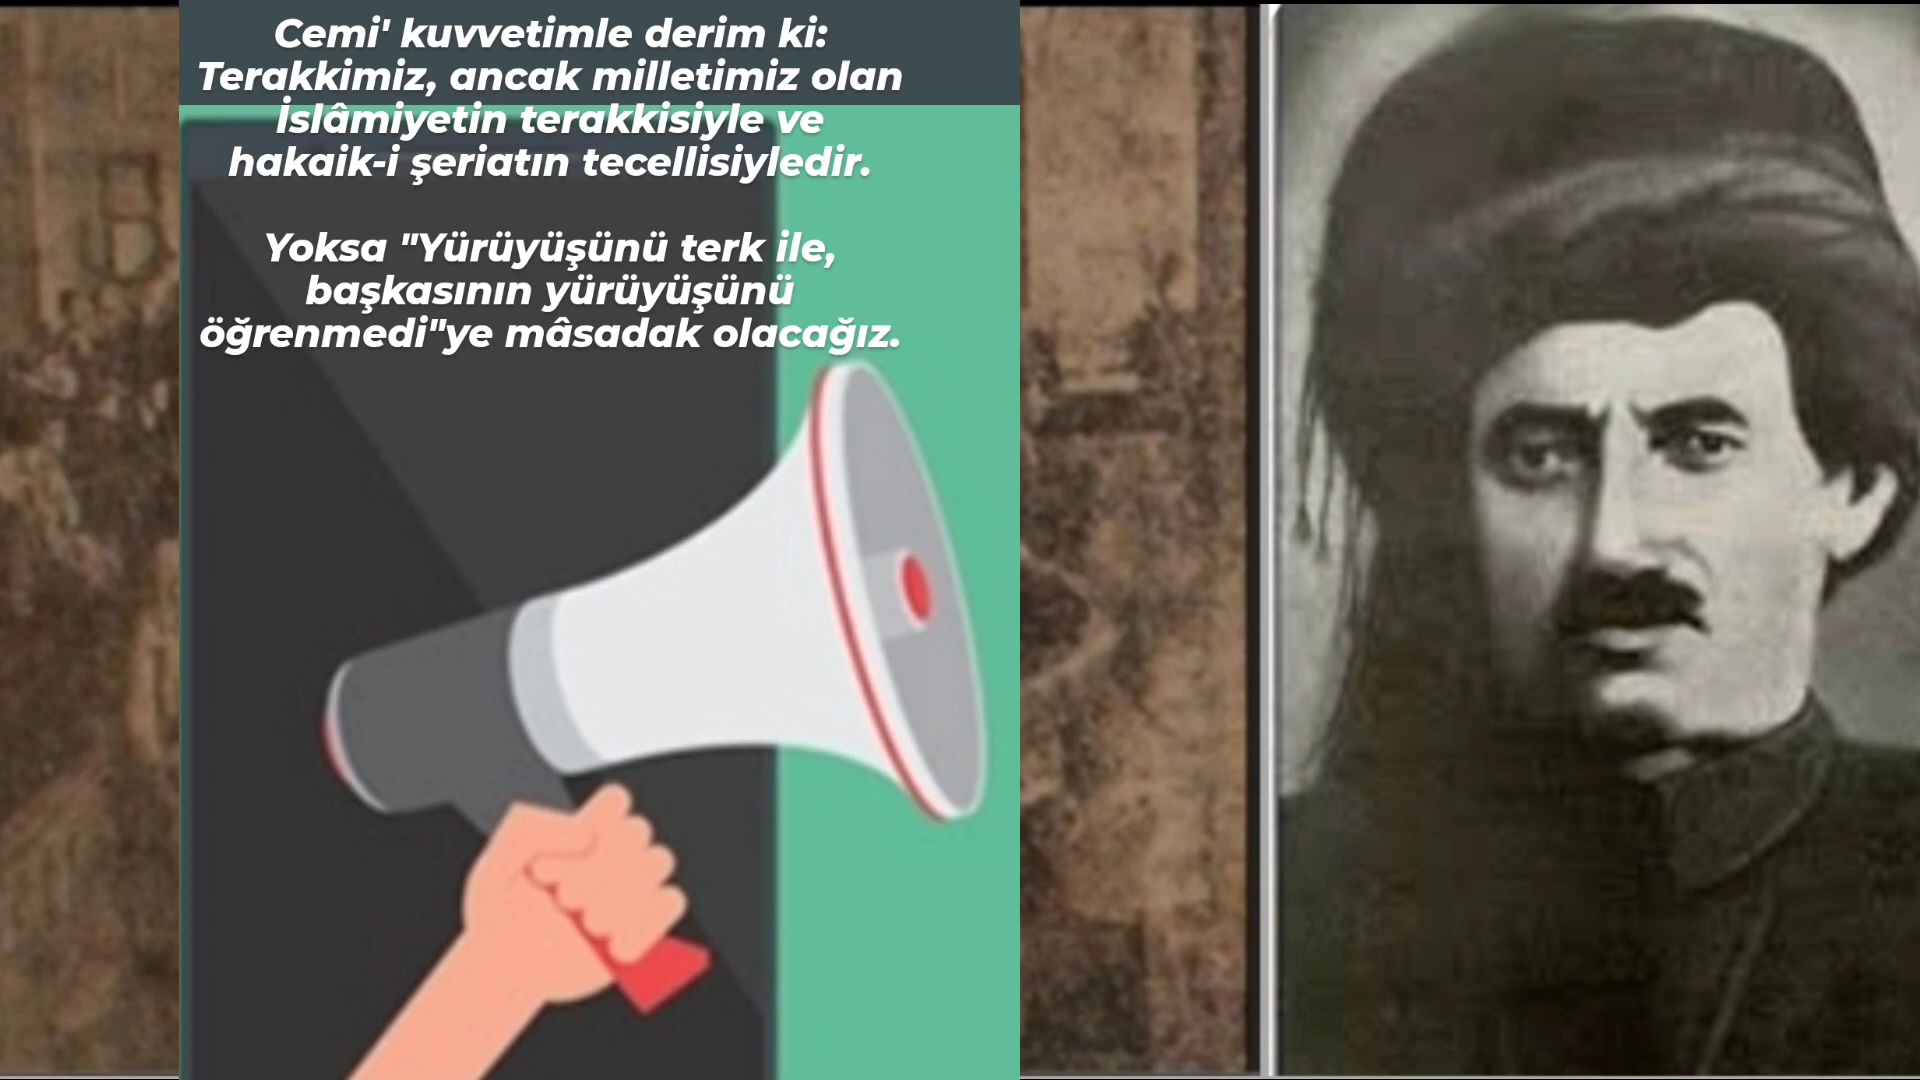 Cemi' kuvvetimle derim ki:
Terakkimiz, ancak milletimiz olan
İslâmiyetin terakkisiyle ve
hakaik-i şeriatın tecellisiyledir.
Yoksa "Yürüyüşünü terk ile,
başkasının yürüyüşünü
öğrenmedi"ye mâsadak olacağız.